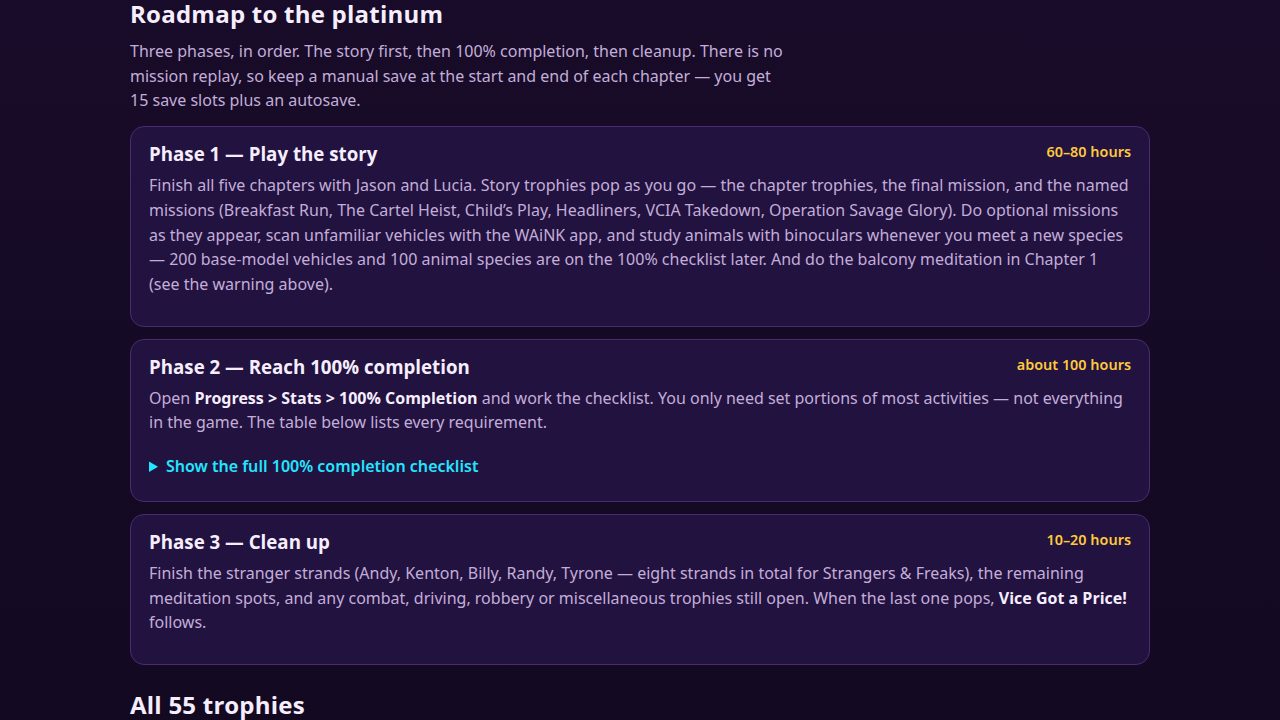 Roadmap to the platinum
Three phases, in order. The story first, then 100% completion, then cleanup. There is no
mission replay, so keep a manual save at the start and end of each chapter — you get
15 save slots plus an autosave.
Phase 1 — Play the story
60–80 hours
Finish all five chapters with Jason and Lucia. Story trophies pop as you go — the chapter trophies, the final mission, and the named
missions (Breakfast Run, The Cartel Heist, Child’s Play, Headliners, VCIA Takedown, Operation Savage Glory). Do optional missions
as they appear, scan unfamiliar vehicles with the WAiNK app, and study animals with binoculars whenever you meet a new species
— 200 base-model vehicles and 100 animal species are on the 100% checklist later. And do the balcony meditation in Chapter 1
(see the warning above).
Phase 2 — Reach 100% completion
about 100 hours
Open Progress > Stats > 100% Completion and work the checklist. You only need set portions of most activities — not everything
in the game. The table below lists every requirement.
▶ Show the full 100% completion checklist
Phase 3 — Clean up
10–20 hours
Finish the stranger strands (Andy, Kenton, Billy, Randy, Tyrone — eight strands in total for Strangers & Freaks), the remaining
meditation spots, and any combat, driving, robbery or miscellaneous trophies still open. When the last one pops, Vice Got a Price!
follows.
All 55 trophies